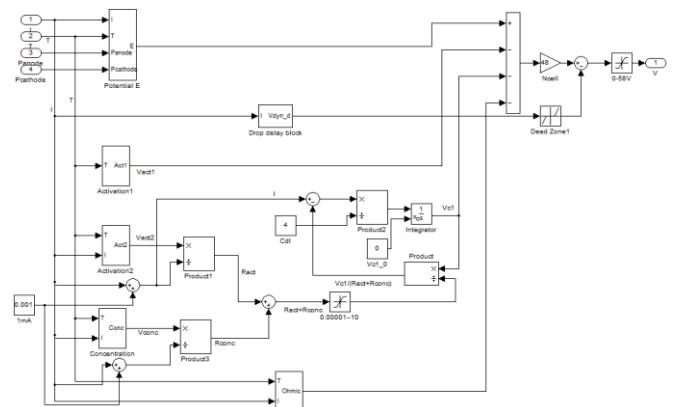 1
I
2
T
3
Panode
4
Pcathode
I
T
Panode
Pcathode
E
Potential E
T
I
I
Vdyn_d
Drop delay block
T
Act1
Activation1
Vact1
T
I
Act2
Activation2
Vact2
×
÷
Product1
Ract
0.001
1mA
T
I
Conc
Concentration
Vconc
×
÷
Product3
Rconc
Ract+Rconc
0.00001~10
I
4
Cdl
×
÷
Product2
1
s
xo
Integrator
0
Vc1_0
Vc1
Product
×
÷
Vc1/(Ract+Rconc)
T
I
Ohmic
+
−
−
−
48
Ncell
Dead Zone1
0-58V
1
V